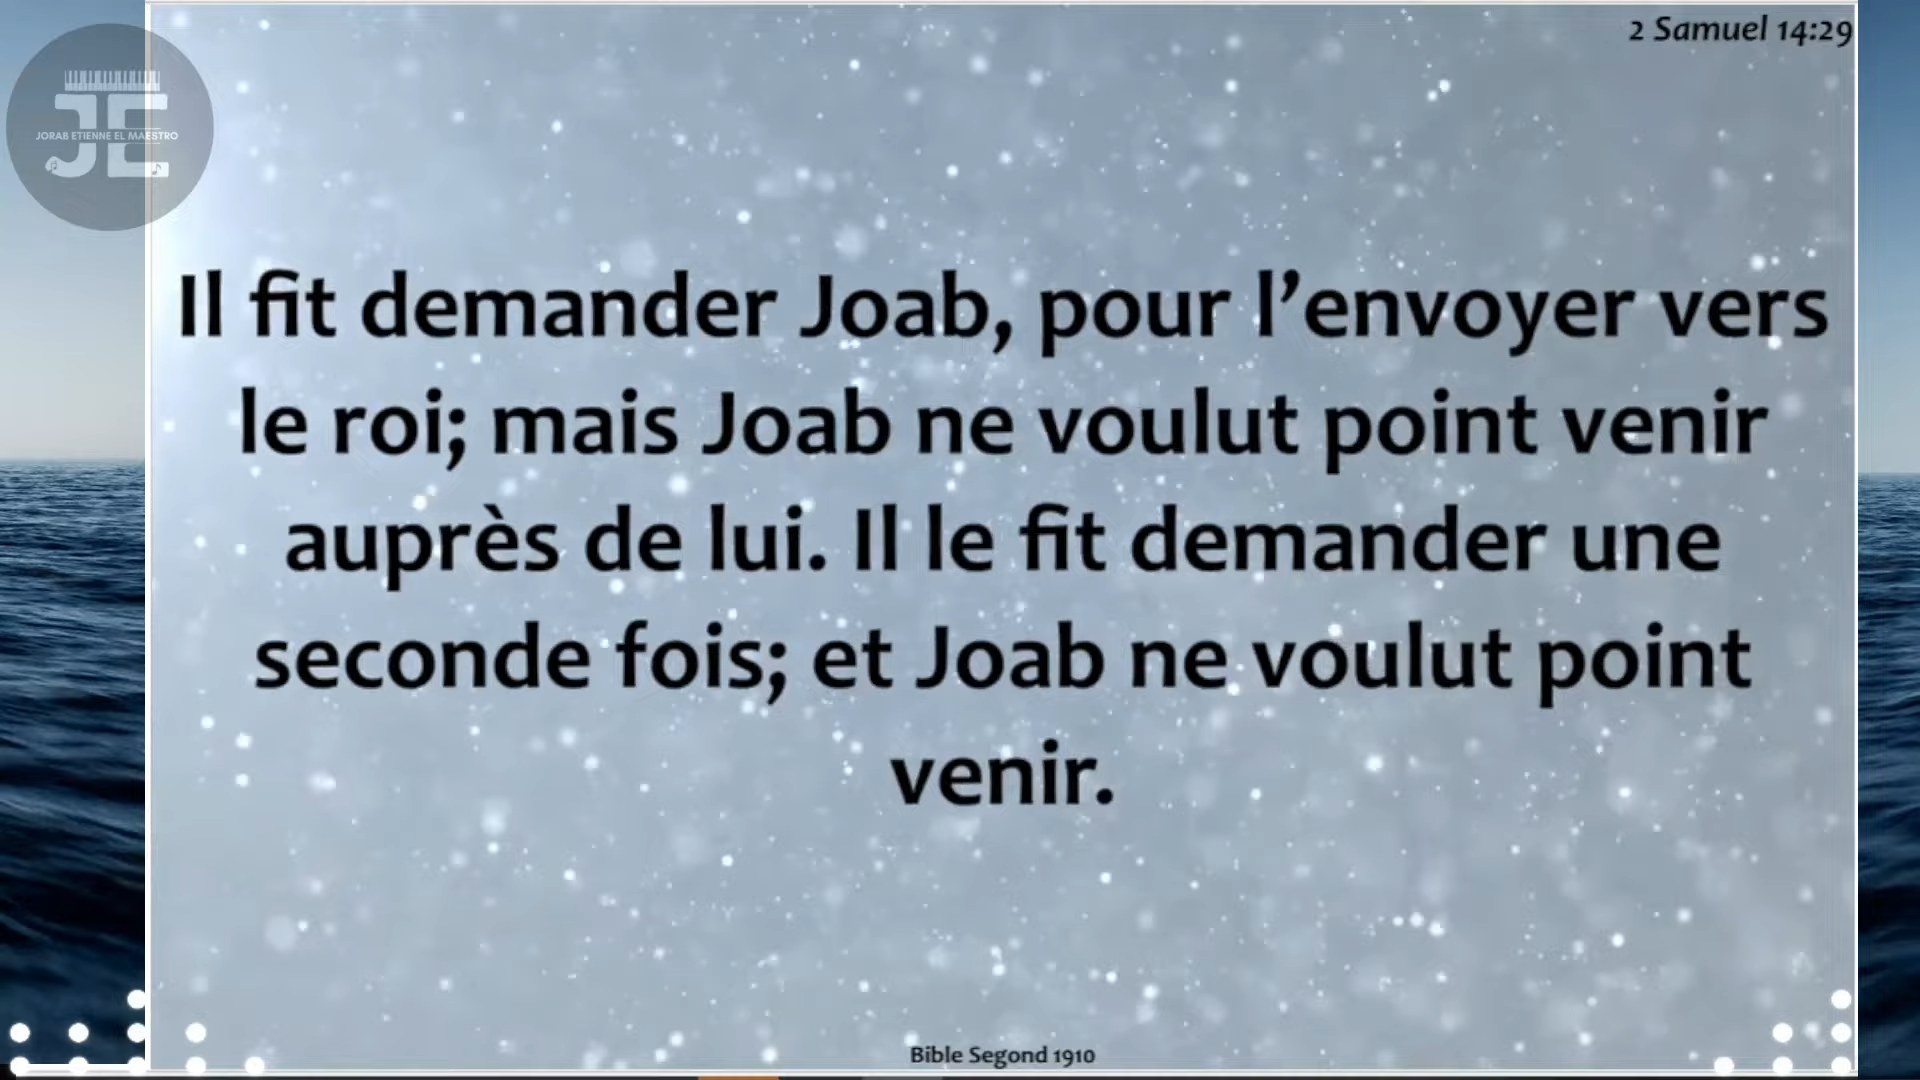 2 Samuel 14:29
JE
JORAB ETIENNE EL MAESTRO
Il fit demander Joab, pour l’envoyer vers
le roi; mais Joab ne voulut point venir
auprès de lui. Il le fit demander une
seconde fois; et Joab ne voulut point
venir.
Bible Segond 1910